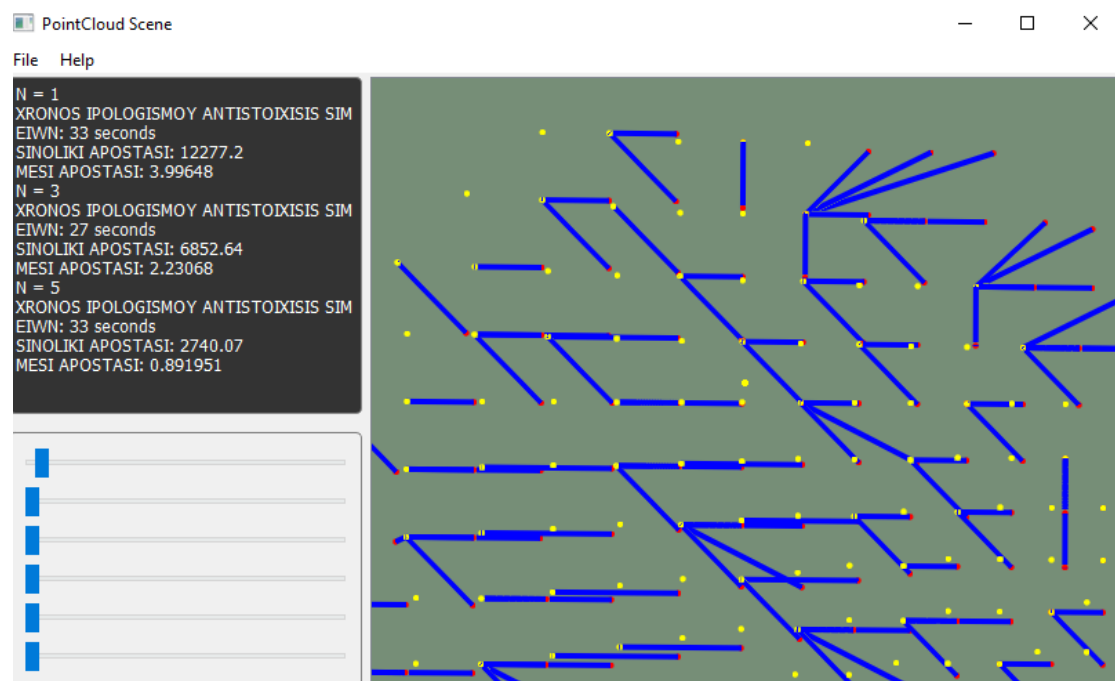 PointCloud Scene
File Help
N = 1
XRONOS IPOLOGISMOY ANTISTOIXISIS SIM
EIWN: 33 seconds
SINOLIKI APOSTASI: 12277.2
MESI APOSTASI: 3.99648
N = 3
XRONOS IPOLOGISMOY ANTISTOIXISIS SIM
EIWN: 27 seconds
SINOLIKI APOSTASI: 6852.64
MESI APOSTASI: 2.23068
N = 5
XRONOS IPOLOGISMOY ANTISTOIXISIS SIM
EIWN: 33 seconds
SINOLIKI APOSTASI: 2740.07
MESI APOSTASI: 0.891951